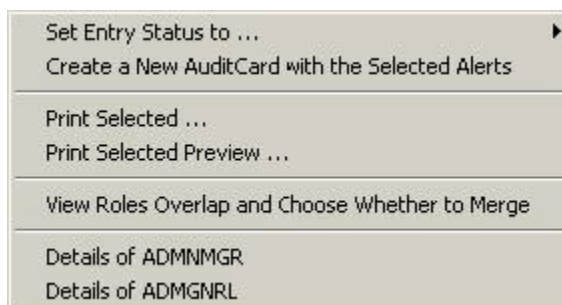 Set Entry Status to ...
Create a New AuditCard with the Selected Alerts
Print Selected ...
Print Selected Preview ...
View Roles Overlap and Choose Whether to Merge
Details of ADMNMGR
Details of ADMGNRL